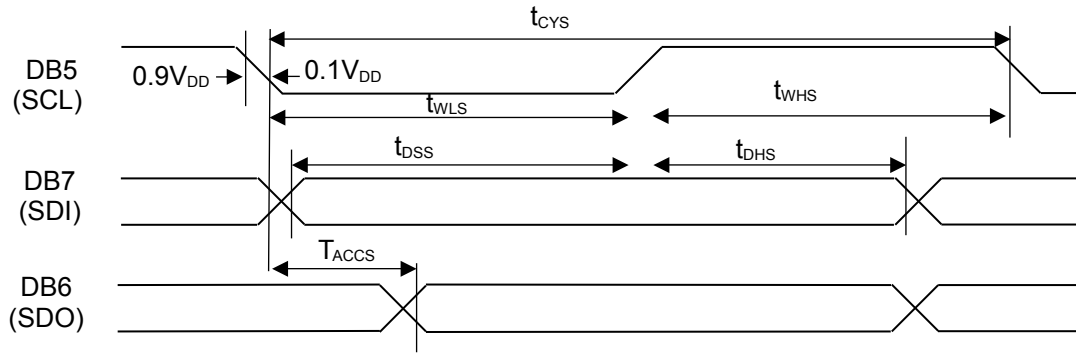 tCYS
DB5
(SCL)
0.9VDD
0.1VDD
tWLS
tWHS
tDSS
tDHS
DB7
(SDI)
TACCS
DB6
(SDO)